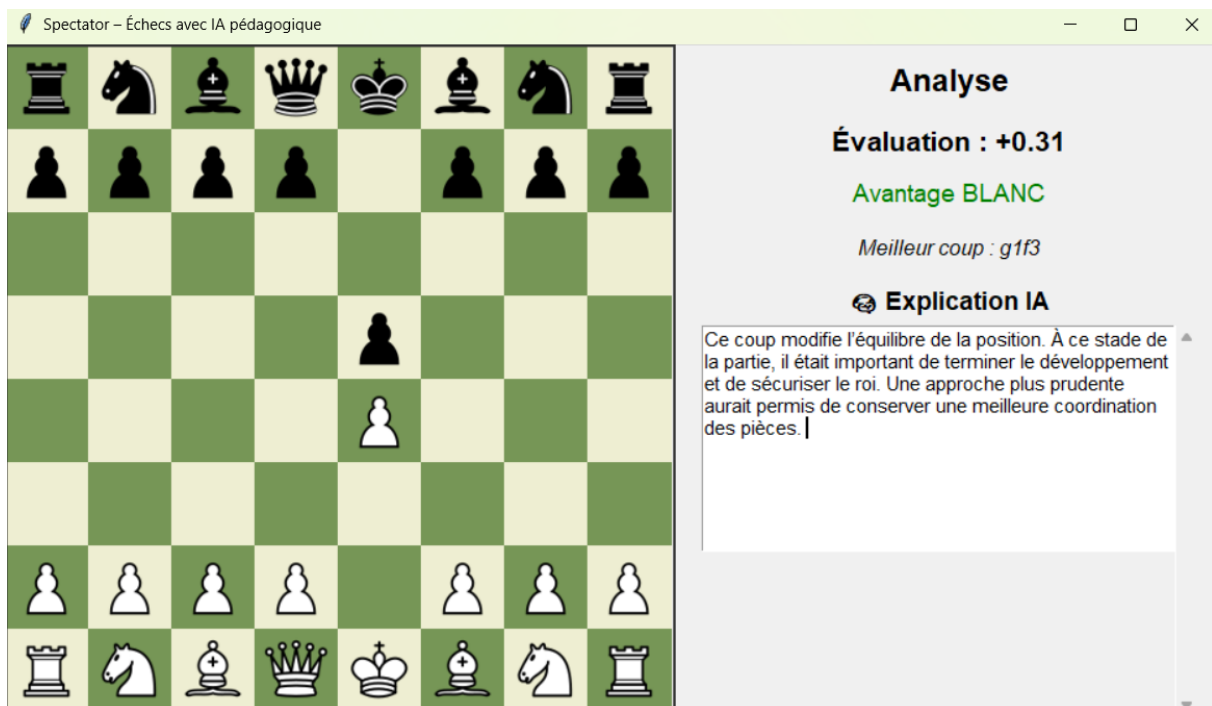 Spectator – Échecs avec IA pédagogique
Analyse
Évaluation : +0.31
Avantage BLANC
Meilleur coup : g1f3
Explication IA
Ce coup modifie l'équilibre de la position. À ce stade de
la partie, il était important de terminer le développement
et de sécuriser le roi. Une approche plus prudente
aurait permis de conserver une meilleure coordination
des pièces.